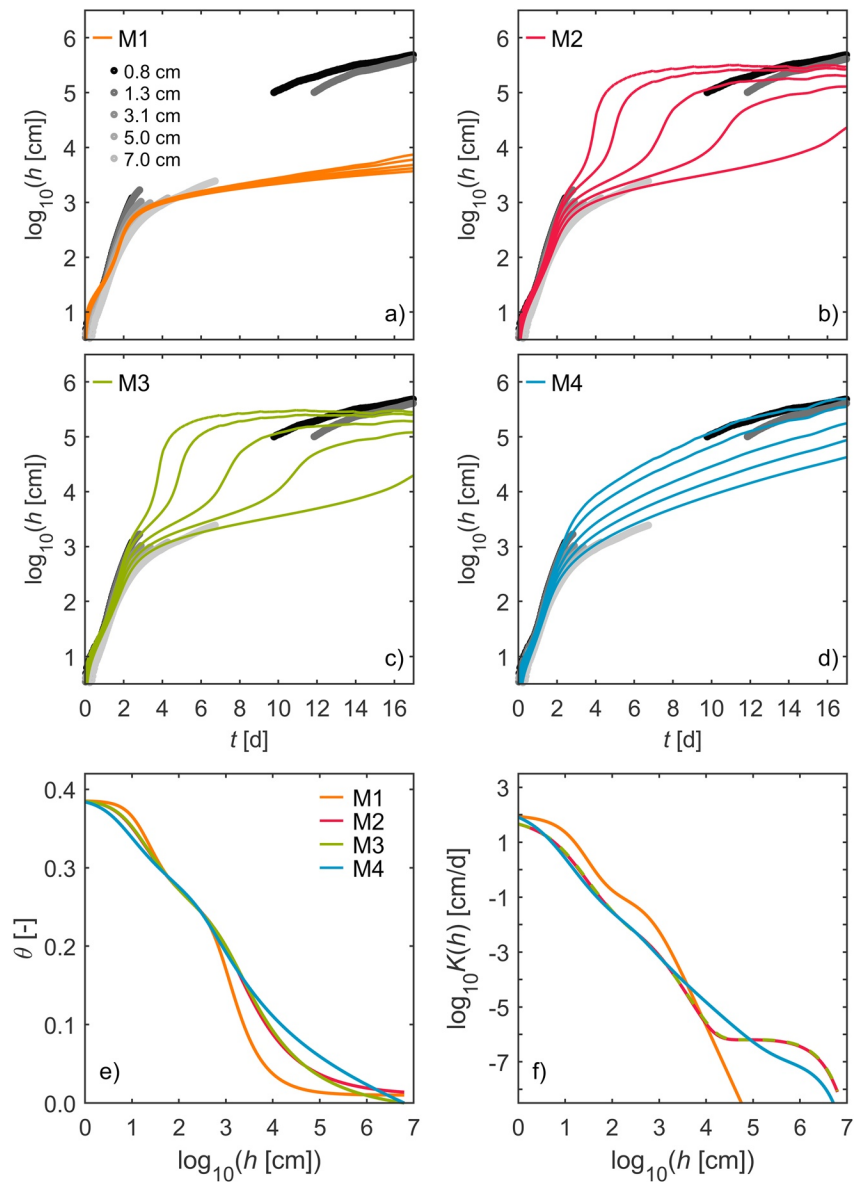 M1
0.8 cm
1.3 cm
3.1 cm
5.0 cm
7.0 cm
6
5
4
3
2
1
log10(h [cm])
a)
M2
6
5
4
3
2
1
log10(h [cm])
b)
M3
6
5
4
3
2
1
log10(h [cm])
c)
0 2 4 6 8 10 12 14 16
t [d]
M4
6
5
4
3
2
1
log10(h [cm])
d)
0 2 4 6 8 10 12 14 16
t [d]
0.4
0.3
0.2
0.1
0.0
θ [-]
M1
M2
M3
M4
e)
0 1 2 3 4 5 6 7
log10(h [cm])
3
1
-1
-3
-5
-7
log10K(h) [cm/d]
f)
0 1 2 3 4 5 6 7
log10(h [cm])